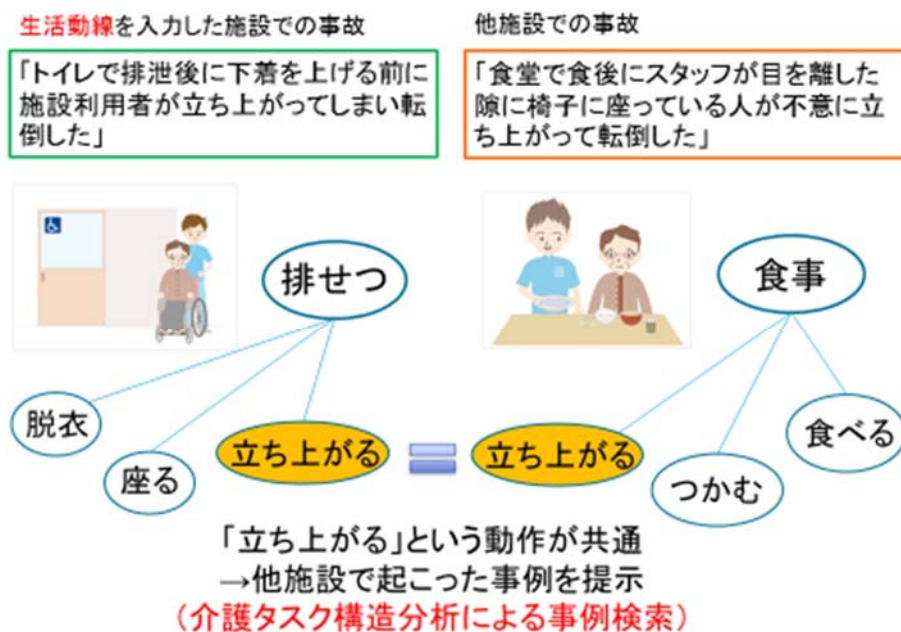 生活動線を入力した施設での事故
「トイレで排泄後に下着を上げる前に
施設利用者が立ち上がってしまい転
倒した」
他施設での事故
「食堂で食後にスタッフが目を離した
隙に椅子に座っている人が不意に立
ち上がって転倒した」
排せつ
脱衣
座る
立ち上がる
食事
立ち上がる
つかむ
食べる
「立ち上がる」という動作が共通
→他施設で起こった事例を提示
（介護タスク構造分析による事例検索）